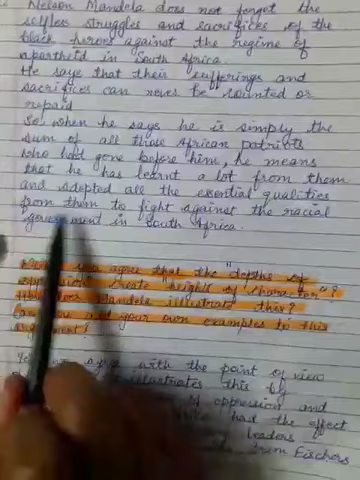 Nelson Mandela does not forget the
selfless struggles and sacrifices of the
black heroes against the regime of
apartheid in South Africa.
He says that their sufferings and
sacrifices can never be counted or
repaid
So, when he says he is simply the
sum of all those African patriots
who had gone before him, he means
that he has learnt a lot from them
and adopted all the essential qualities
from them to fight against the racial
government in South Africa.
you agree that the "depths of
oppression create "height of character"?
How does Mandela illustrate this?
and your own examples to this
argument?
agree with the point of view
illustrates this by
of oppression and
had the effect
leaders
from Fischers